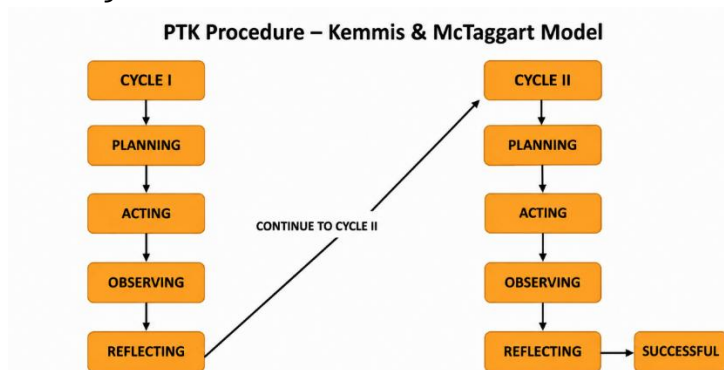 PTK Procedure – Kemmis & McTaggart Model
CYCLE I
PLANNING
ACTING
OBSERVING
REFLECTING
CONTINUE TO CYCLE II
CYCLE II
PLANNING
ACTING
OBSERVING
REFLECTING
SUCCESSFUL